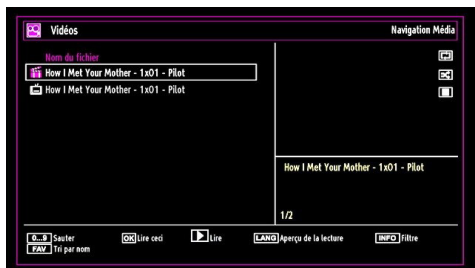 Vidéos
Navigation Média
Nom du fichier
How I Met Your Mother - 1x01 - Pilot
How I Met Your Mother - 1x01 - Pilot
How I Met Your Mother - 1x01 - Pilot
1/2
0...9 Sauter OK Lire ceci Lire LANG Aperçu de la lecture INFO Filtre
FAV Tri par nom